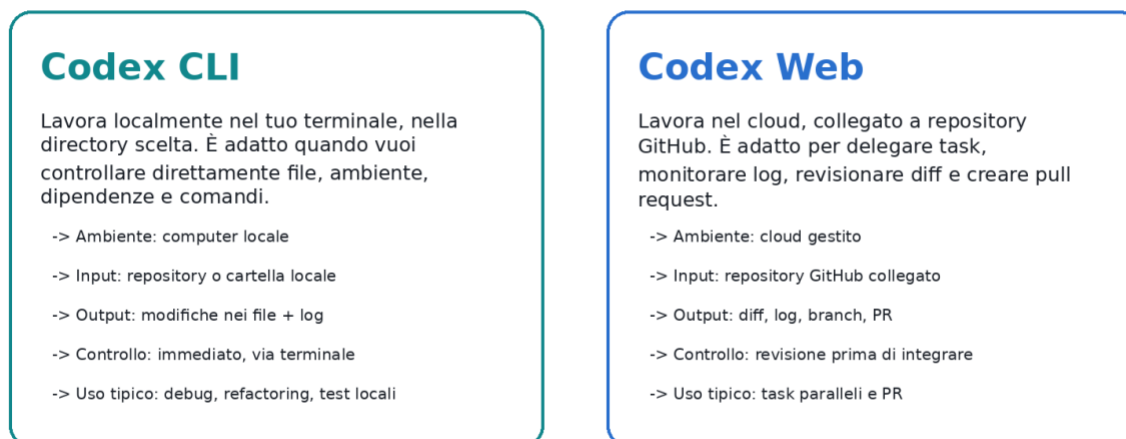 Codex CLI
Lavora localmente nel tuo terminale, nella
directory scelta. È adatto quando vuoi
controllare direttamente file, ambiente,
dipendenze e comandi.
-> Ambiente: computer locale
-> Input: repository o cartella locale
-> Output: modifiche nei file + log
-> Controllo: immediato, via terminale
-> Uso tipico: debug, refactoring, test locali
Codex Web
Lavora nel cloud, collegato a repository
GitHub. È adatto per delegare task,
monitorare log, revisionare diff e creare pull
request.
-> Ambiente: cloud gestito
-> Input: repository GitHub collegato
-> Output: diff, log, branch, PR
-> Controllo: revisione prima di integrare
-> Uso tipico: task paralleli e PR